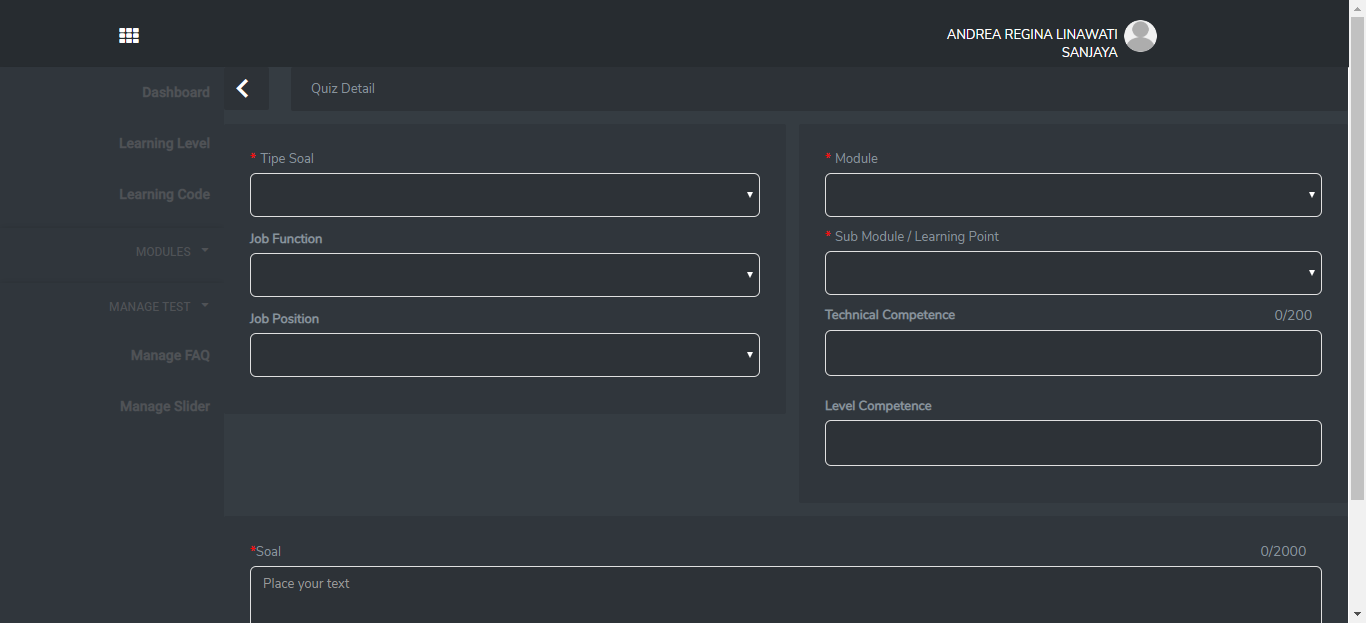 ANDREA REGINA LINAWATI
SANJAYA
Dashboard
Learning Level
Learning Code
MODULES
MANAGE TEST
Manage FAQ
Manage Slider
Quiz Detail
* Tipe Soal
Job Function
Job Position
* Module
* Sub Module / Learning Point
Technical Competence 0/200
Level Competence
*Soal 0/2000
Place your text